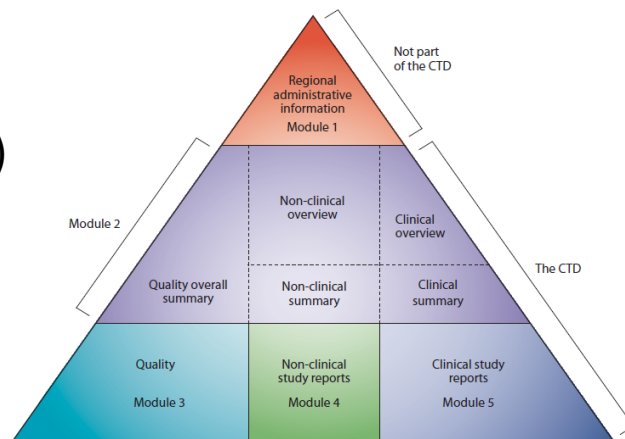 Not part
of the CTD
Regional
administrative
information
Module 1
Module 2
Non-clinical
overview
Clinical
overview
The CTD
Quality overall
summary
Non-clinical
summary
Clinical
summary
Quality
Module 3
Non-clinical
study reports
Module 4
Clinical study
reports
Module 5